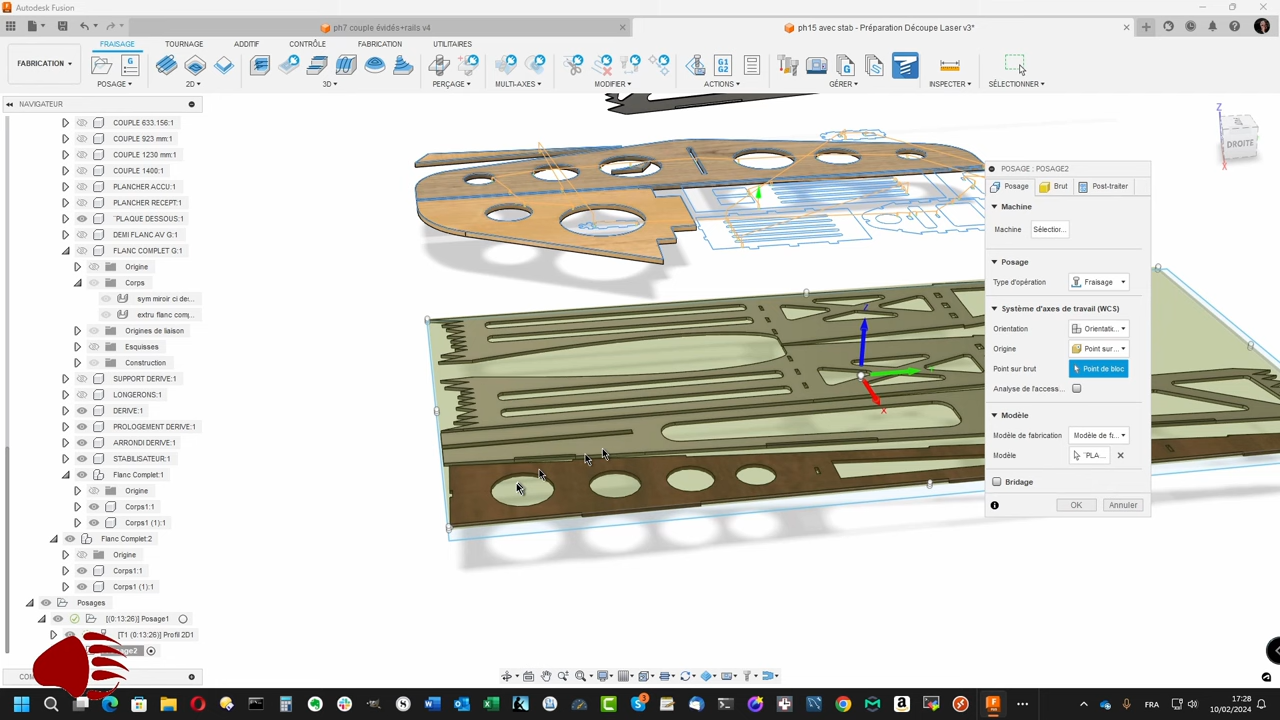 Autodesk Fusion
ph7 couple évidés+rails v4
ph15 avec stab - Préparation Découpe Laser v3*
FRAISAGE
TOURNAGE
ADDITIF
CONTRÔLE
FABRICATION
UTILITAIRES
FABRICATION
POSAGE
2D
3D
PERÇAGE
MULTI-AXES
MODIFIER
ACTIONS
GÉRER
INSPECTER
SÉLECTIONNER
G1
G2
NAVIGATEUR
COUPLE 633.156:1
COUPLE 923 mm:1
COUPLE 1230 mm:1
COUPLE 1400:1
PLANCHER ACCU:1
PLANCHER RECEPT:1
¨PLAQUE DESSOUS:1
DEMI FLANC AV G:1
FLANC COMPLET G:1
Origine
Corps
sym miroir ci de:...
extru flanc comp...
Origines de liaison
Esquisses
Construction
SUPPORT DERIVE:1
LONGERONS:1
DERIVE:1
PROLOGEMENT DERIVE:1
ARRONDI DERIVE:1
STABILISATEUR:1
Flanc Complet:1
Origine
Corps1:1
Corps1 (1):1
Flanc Complet:2
Origine
Corps1:1
Corps1 (1):1
Posages
[(0:13:26)] Posage1
[T1 (0:13:26)] Profil 2D1
Z
DROITE
X
POSAGE : POSAGE2
Posage
Brut
Post-traiter
Machine
Machine
Sélectior...
Posage
Type d'opération
Fraisage
Système d'axes de travail (WCS)
Orientation
Orientatic...
Origine
Point sur ...
Point sur brut
Point de bloc
Analyse de l'access...
Modèle
Modèle de fabrication
Modèle de fa...
Modèle
¨PLA...
Bridage
OK
Annuler
X
FRA
17:28
10/02/2024